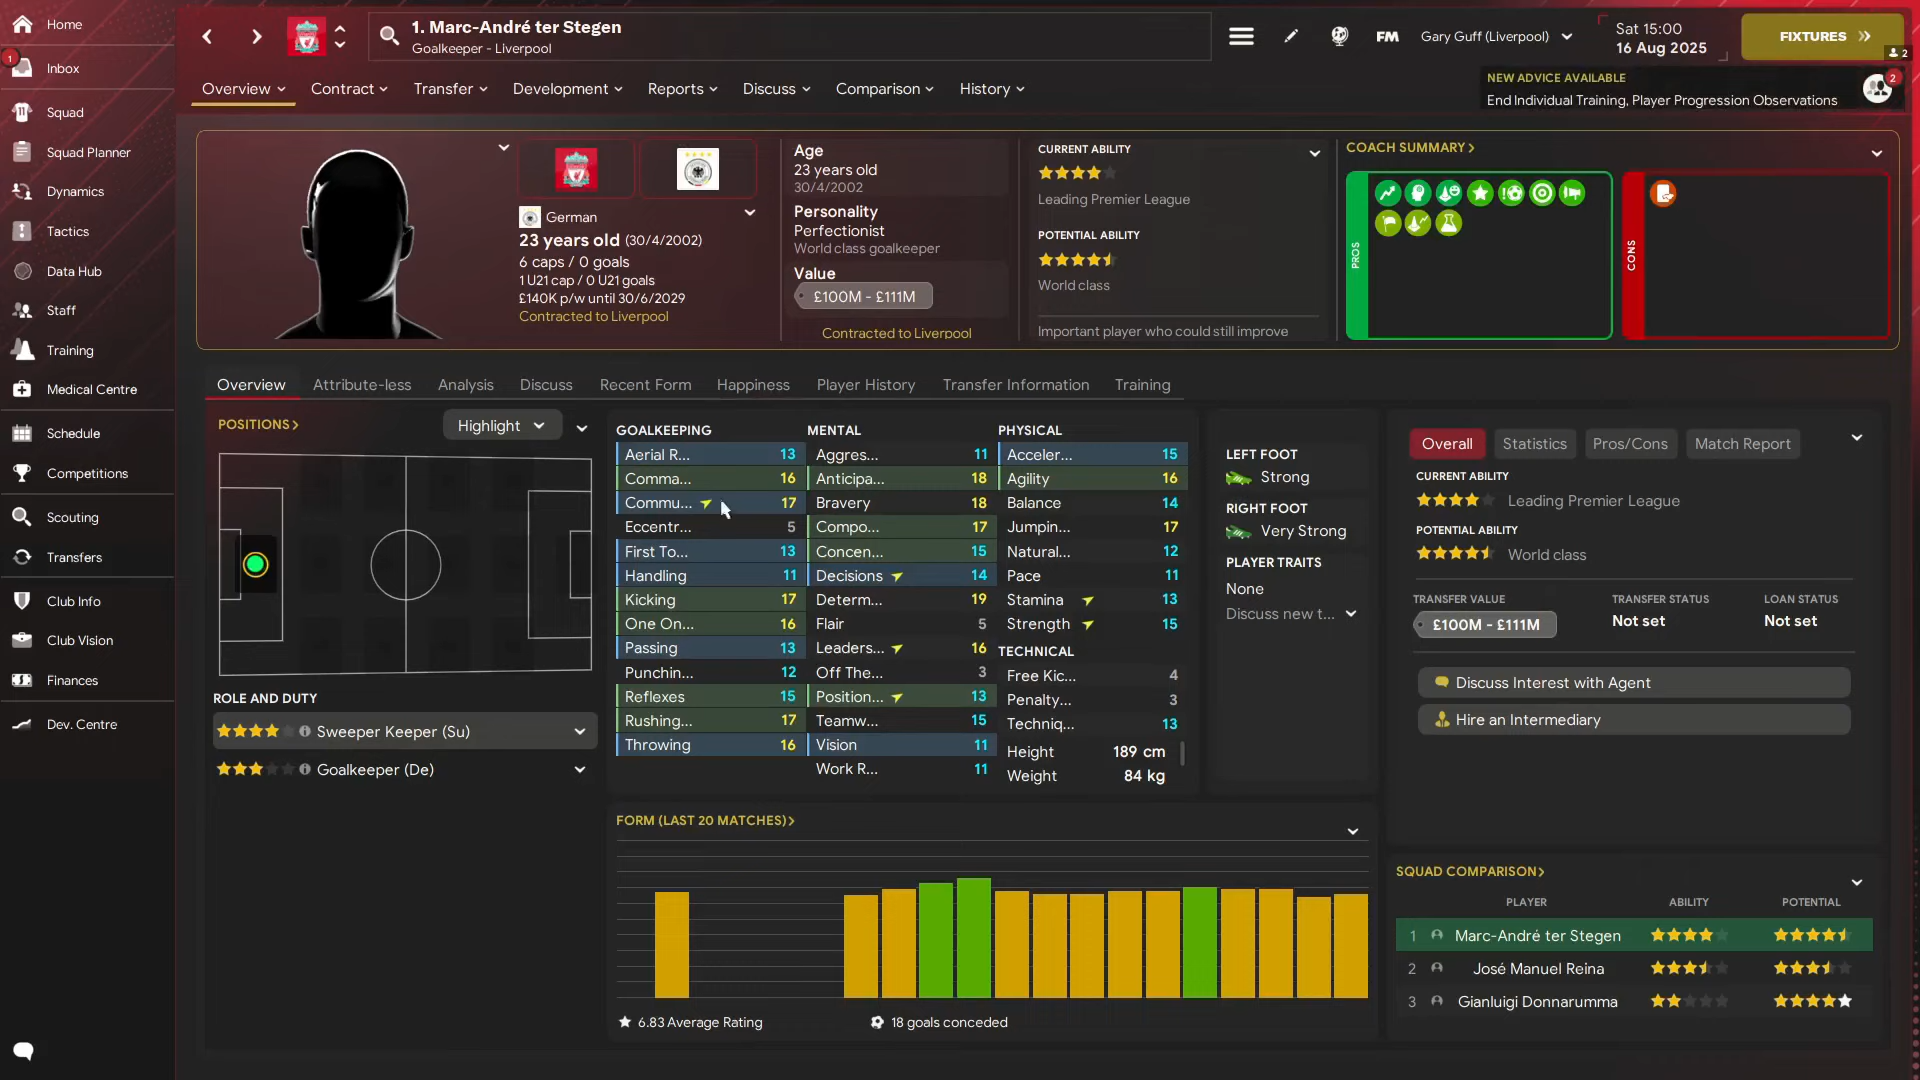 Home
1
Inbox
Squad
Squad Planner
Dynamics
Tactics
Data Hub
Staff
Training
Medical Centre
Schedule
Competitions
Scouting
Transfers
Club Info
Club Vision
Finances
Dev. Centre
1. Marc-André ter Stegen
Goalkeeper - Liverpool
FM
Gary Guff (Liverpool)
Sat 15:00
16 Aug 2025
FIXTURES
2
Overview
Contract
Transfer
Development
Reports
Discuss
Comparison
History
NEW ADVICE AVAILABLE
End Individual Training, Player Progression Observations
2
German
23 years old (30/4/2002)
6 caps / 0 goals
1 U21 cap / 0 U21 goals
£140K p/w until 30/6/2029
Contracted to Liverpool
Age
23 years old
30/4/2002
Personality
Perfectionist
World class goalkeeper
Value
£100M - £111M
Contracted to Liverpool
CURRENT ABILITY
Leading Premier League
POTENTIAL ABILITY
World class
Important player who could still improve
COACH SUMMARY >
PROS
CONS
Overview
Attribute-less
Analysis
Discuss
Recent Form
Happiness
Player History
Transfer Information
Training
POSITIONS >
Highlight
ROLE AND DUTY
Sweeper Keeper (Su)
Goalkeeper (De)
GOALKEEPING
Aerial R... 13
Comma... 16
Commu... 17
Eccentr... 5
First To... 13
Handling 11
Kicking 17
One On... 16
Passing 13
Punchin... 12
Reflexes 15
Rushing... 17
Throwing 16
MENTAL
Aggres... 11
Anticipa... 18
Bravery 18
Compo... 17
Concen... 15
Decisions 14
Determ... 19
Flair 5
Leaders... 16
Off The... 3
Position... 13
Teamw... 15
Vision 11
Work R... 11
PHYSICAL
Acceler... 15
Agility 16
Balance 14
Jumpin... 17
Natural... 12
Pace 11
Stamina 13
Strength 15
TECHNICAL
Free Kic... 4
Penalty... 3
Techniq... 13
Height 189 cm
Weight 84 kg
LEFT FOOT
Strong
RIGHT FOOT
Very Strong
PLAYER TRAITS
None
Discuss new t...
Overall
Statistics
Pros/Cons
Match Report
CURRENT ABILITY
Leading Premier League
POTENTIAL ABILITY
World class
TRANSFER VALUE
£100M - £111M
TRANSFER STATUS
Not set
LOAN STATUS
Not set
Discuss Interest with Agent
Hire an Intermediary
FORM (LAST 20 MATCHES) >
6.83 Average Rating
18 goals conceded
SQUAD COMPARISON >
PLAYER ABILITY POTENTIAL
1 Marc-André ter Stegen
2 José Manuel Reina
3 Gianluigi Donnarumma